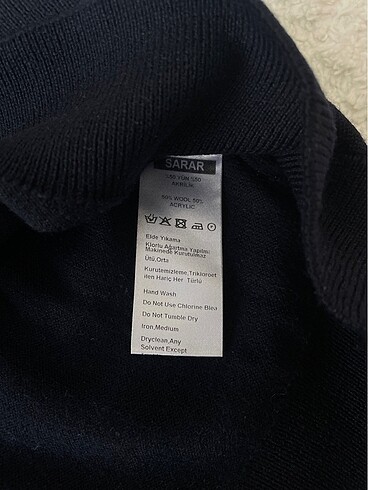 SARAR
%50 YÜN %50
AKRİLİK
50% WOOL 50%
ACRYLIC
Elde Yıkama
Klorlu Ağartma Yapılmı
Makinede Kurutulmaz
Ütü,Orta
Kurutemizleme,Trikloroet
ilen Hariç Her Türlü
Hand Wash
Do Not Use Chlorine Blea
Do Not Tumble Dry
Iron,Medium
Dryclean,Any
Solvent Except